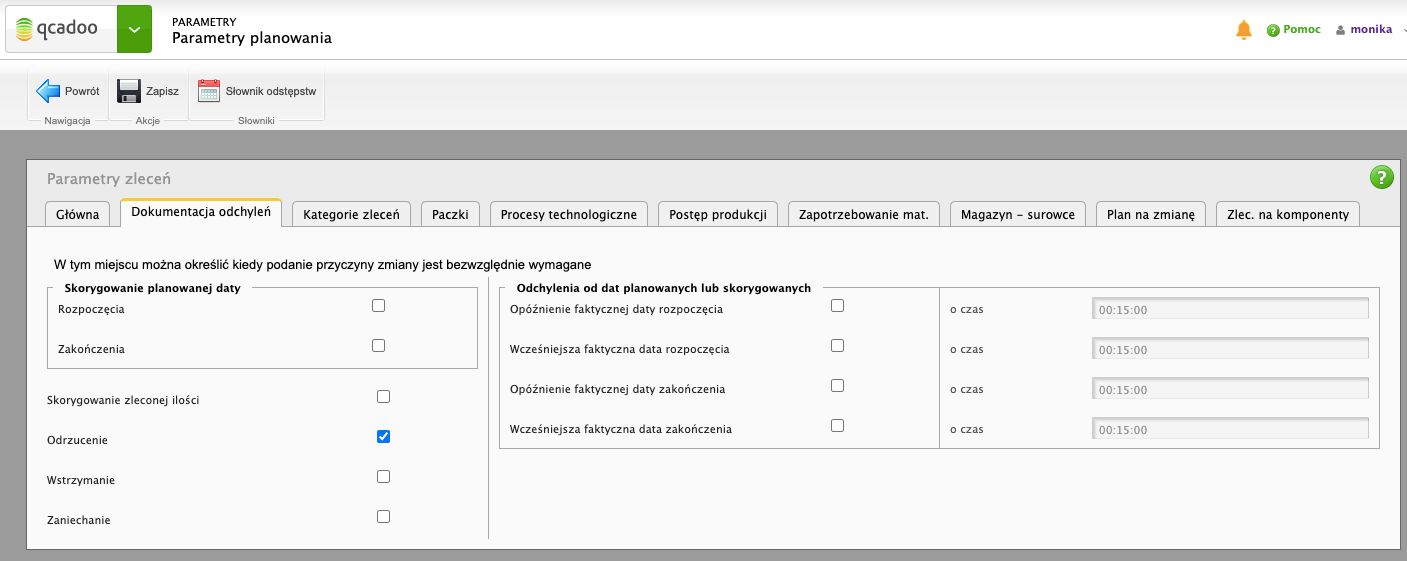 qcadoo
PARAMETRY
Parametry planowania
Pomoc
monika
Powrót
Zapisz
Słownik odstępstw
Nawigacja
Akcje
Słowniki
Parametry zleceń
?
Główna
Dokumentacja odchyleń
Kategorie zleceń
Paczki
Procesy technologiczne
Postęp produkcji
Zapotrzebowanie mat.
Magazyn – surowce
Plan na zmianę
Zlec. na komponenty
W tym miejscu można określić kiedy podanie przyczyny zmiany jest bezwzględnie wymagane
Skorygowanie planowanej daty
Rozpoczęcia
Zakończenia
Skorygowanie zleconej ilości
Odrzucenie
Wstrzymanie
Zaniechanie
Odchylenia od dat planowanych lub skorygowanych
Opóźnienie faktycznej daty rozpoczęcia o czas 00:15:00
Wcześniejsza faktyczna data rozpoczęcia o czas 00:15:00
Opóźnienie faktycznej daty zakończenia o czas 00:15:00
Wcześniejsza faktyczna data zakończenia o czas 00:15:00